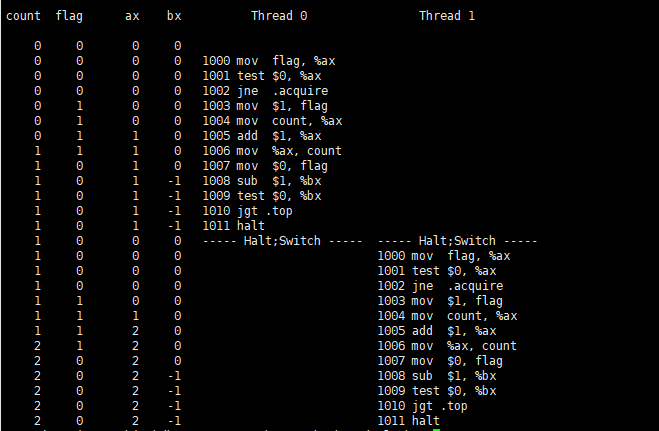 count flag ax bx Thread 0 Thread 1
0 0 0 0
0 0 0 0 1000 mov flag, %ax
0 0 0 0 1001 test $0, %ax
0 0 0 0 1002 jne .acquire
0 1 0 0 1003 mov $1, flag
0 1 0 0 1004 mov count, %ax
0 1 1 0 1005 add $1, %ax
1 1 1 0 1006 mov %ax, count
1 0 1 0 1007 mov $0, flag
1 0 1 -1 1008 sub $1, %bx
1 0 1 -1 1009 test $0, %bx
1 0 1 -1 1010 jgt .top
1 0 1 -1 1011 halt
1 0 0 0 ----- Halt;Switch ----- ----- Halt;Switch -----
1 0 0 0 1000 mov flag, %ax
1 0 0 0 1001 test $0, %ax
1 0 0 0 1002 jne .acquire
1 1 0 0 1003 mov $1, flag
1 1 1 0 1004 mov count, %ax
1 1 2 0 1005 add $1, %ax
2 1 2 0 1006 mov %ax, count
2 0 2 0 1007 mov $0, flag
2 0 2 -1 1008 sub $1, %bx
2 0 2 -1 1009 test $0, %bx
2 0 2 -1 1010 jgt .top
2 0 2 -1 1011 halt